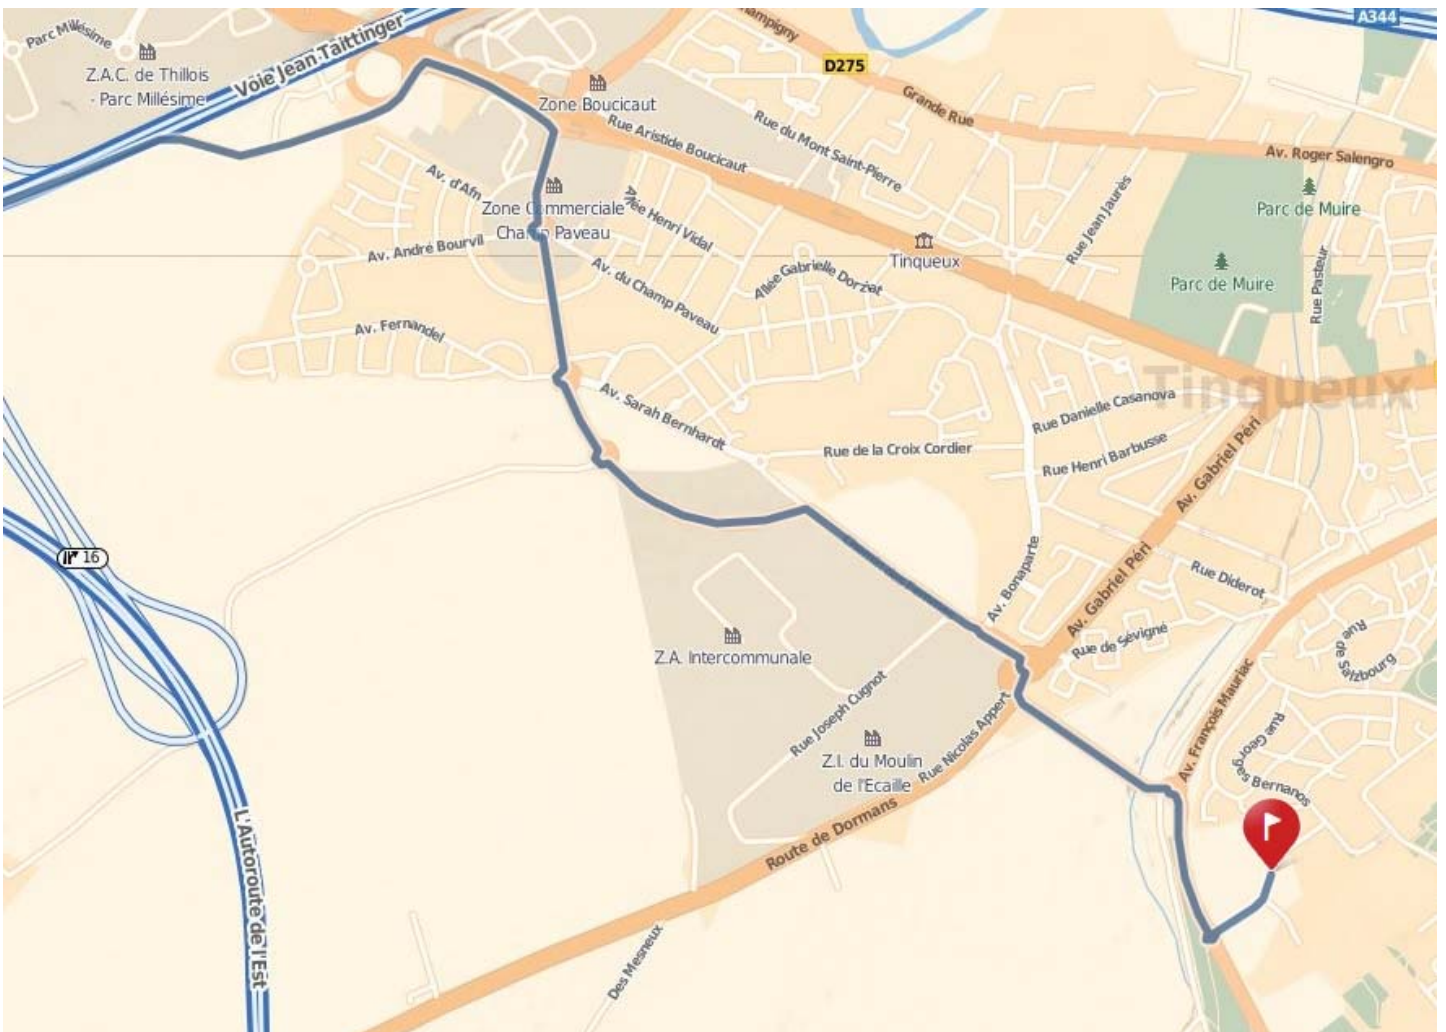 A344
Parc Millésime
Champigny
Voie Jean Taittinger
Z.A.C. de Thillois
- Parc Millésime
D275
Zone Boucicaut
Grande Rue
Rue Aristide Boucicaut
Rue du Mont Saint-Pierre
Av. Roger Salengro
Av. d'Afn
Allée Henri Vidal
Zone Commerciale
Champ Paveau
Rue Jean Jaurès
Parc de Muire
Av. André Bourvil
Tinqueux
Av. du Champ Paveau
Allée Gabrielle Dorziat
Parc de Muire
Rue Pasteur
Av. Fernandel
Tinqueux
Av. Sarah Bernhardt
Rue Danielle Casanova
Rue de la Croix Cordier
Rue Henri Barbusse
Av. Gabriel Péri
16
Av. Bonaparte
Av. Gabriel Péri
Rue Diderot
Rue de Sévigné
Rue de Salzbourg
Z.A. Intercommunale
Rue Joseph Cugnot
Av. François Mauriac
Rue Georges Bernanos
Z.I. du Moulin
de l'Ecaille
Rue Nicolas Appert
Route de Dormans
L'Autoroute de l'Est
Des Mesneux